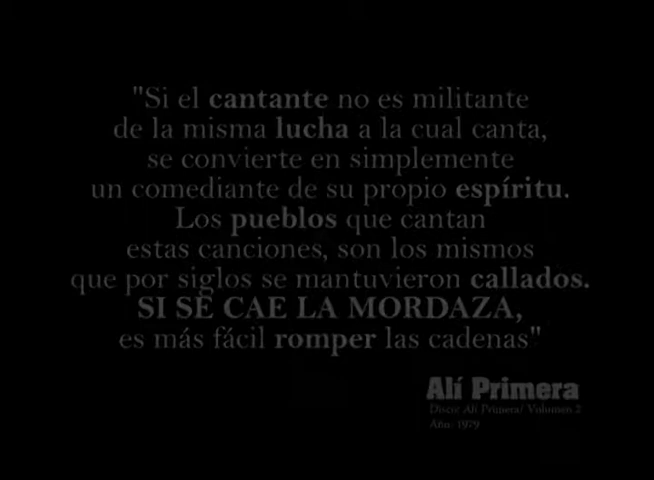 "Si el cantante no es militante
de la misma lucha a la cual canta,
se convierte en simplemente
un comediante de su propio espíritu.
Los pueblos que cantan
estas canciones, son los mismos
que por siglos se mantuvieron callados.
SI SE CAE LA MORDAZA,
es más fácil romper las cadenas"
Alí Primera
Disco: Alí Primera/ Volumen 2
Año: 1979